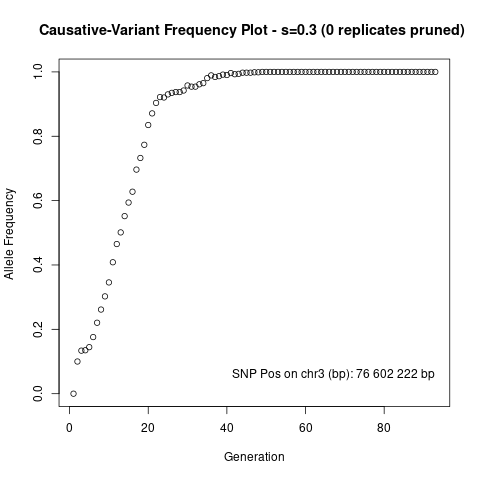 Causative-Variant Frequency Plot - s=0.3 (0 replicates pruned)
1.0
0.8
0.6
0.4
0.2
0.0
Allele Frequency
SNP Pos on chr3 (bp): 76 602 222 bp
0 20 40 60 80
Generation